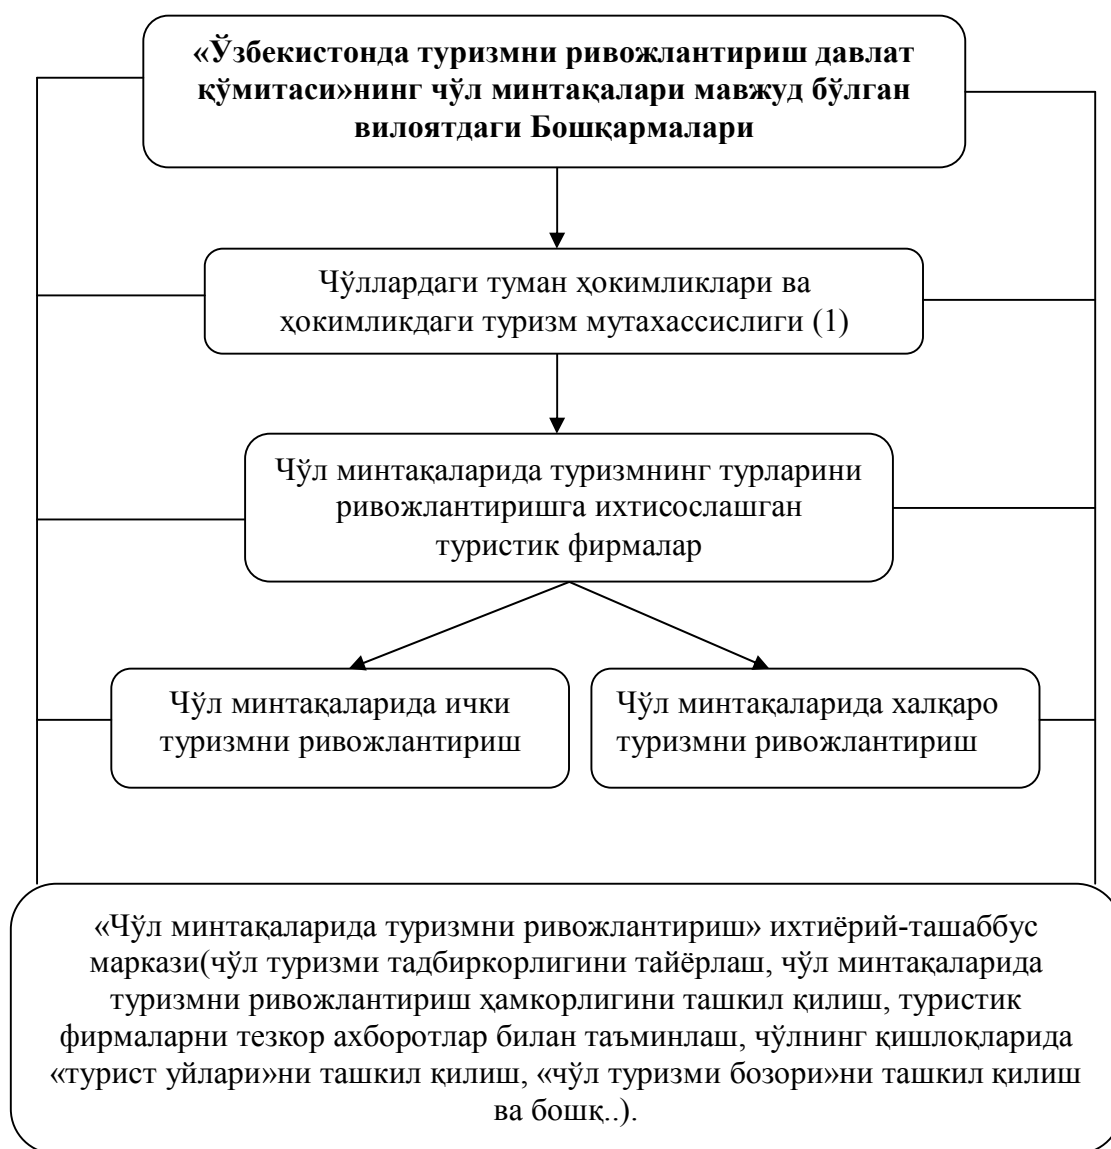 «Ўзбекистонда туризмни ривожлантириш давлат
қўмитаси»нинг чўл минтақалари мавжуд бўлган
вилоятдаги Бошқармалари
Чўллардаги туман ҳокимликлари ва
ҳокимликдаги туризм мутахассислиги (1)
Чўл минтақаларида туризмнинг турларини
ривожлантиришга ихтисослашган
туристик фирмалар
Чўл минтақаларида ички
туризмни ривожлантириш
Чўл минтақаларида халқаро
туризмни ривожлантириш
«Чўл минтақаларида туризмни ривожлантириш» ихтиёрий-ташаббус
маркази(чўл туризми тадбиркорлигини тайёрлаш, чўл минтақаларида
туризмни ривожлантириш ҳамкорлигини ташкил қилиш, туристик
фирмаларни тезкор ахборотлар билан таъминлаш, чўлнинг қишлоқларида
«турист уйлари»ни ташкил қилиш, «чўл туризми бозори»ни ташкил қилиш
ва бошқ..).